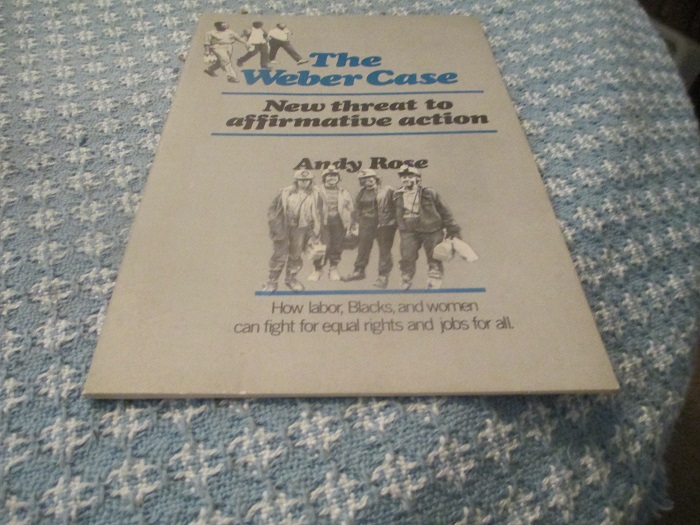 The
Weber Case
New threat to
affirmative action
Andy Rose
How labor, Blacks, and women
can fight for equal rights and jobs for all.